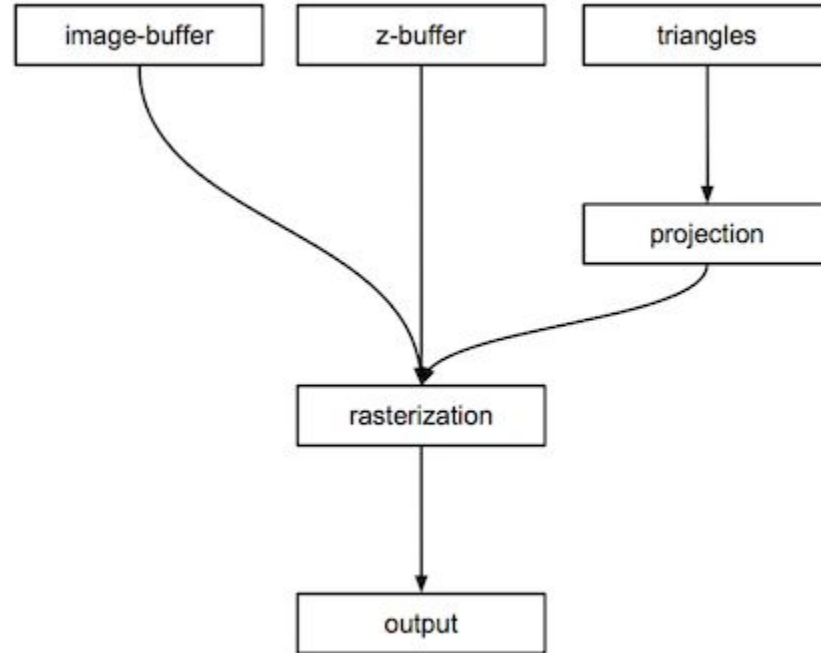 image-buffer
z-buffer
triangles
projection
rasterization
output